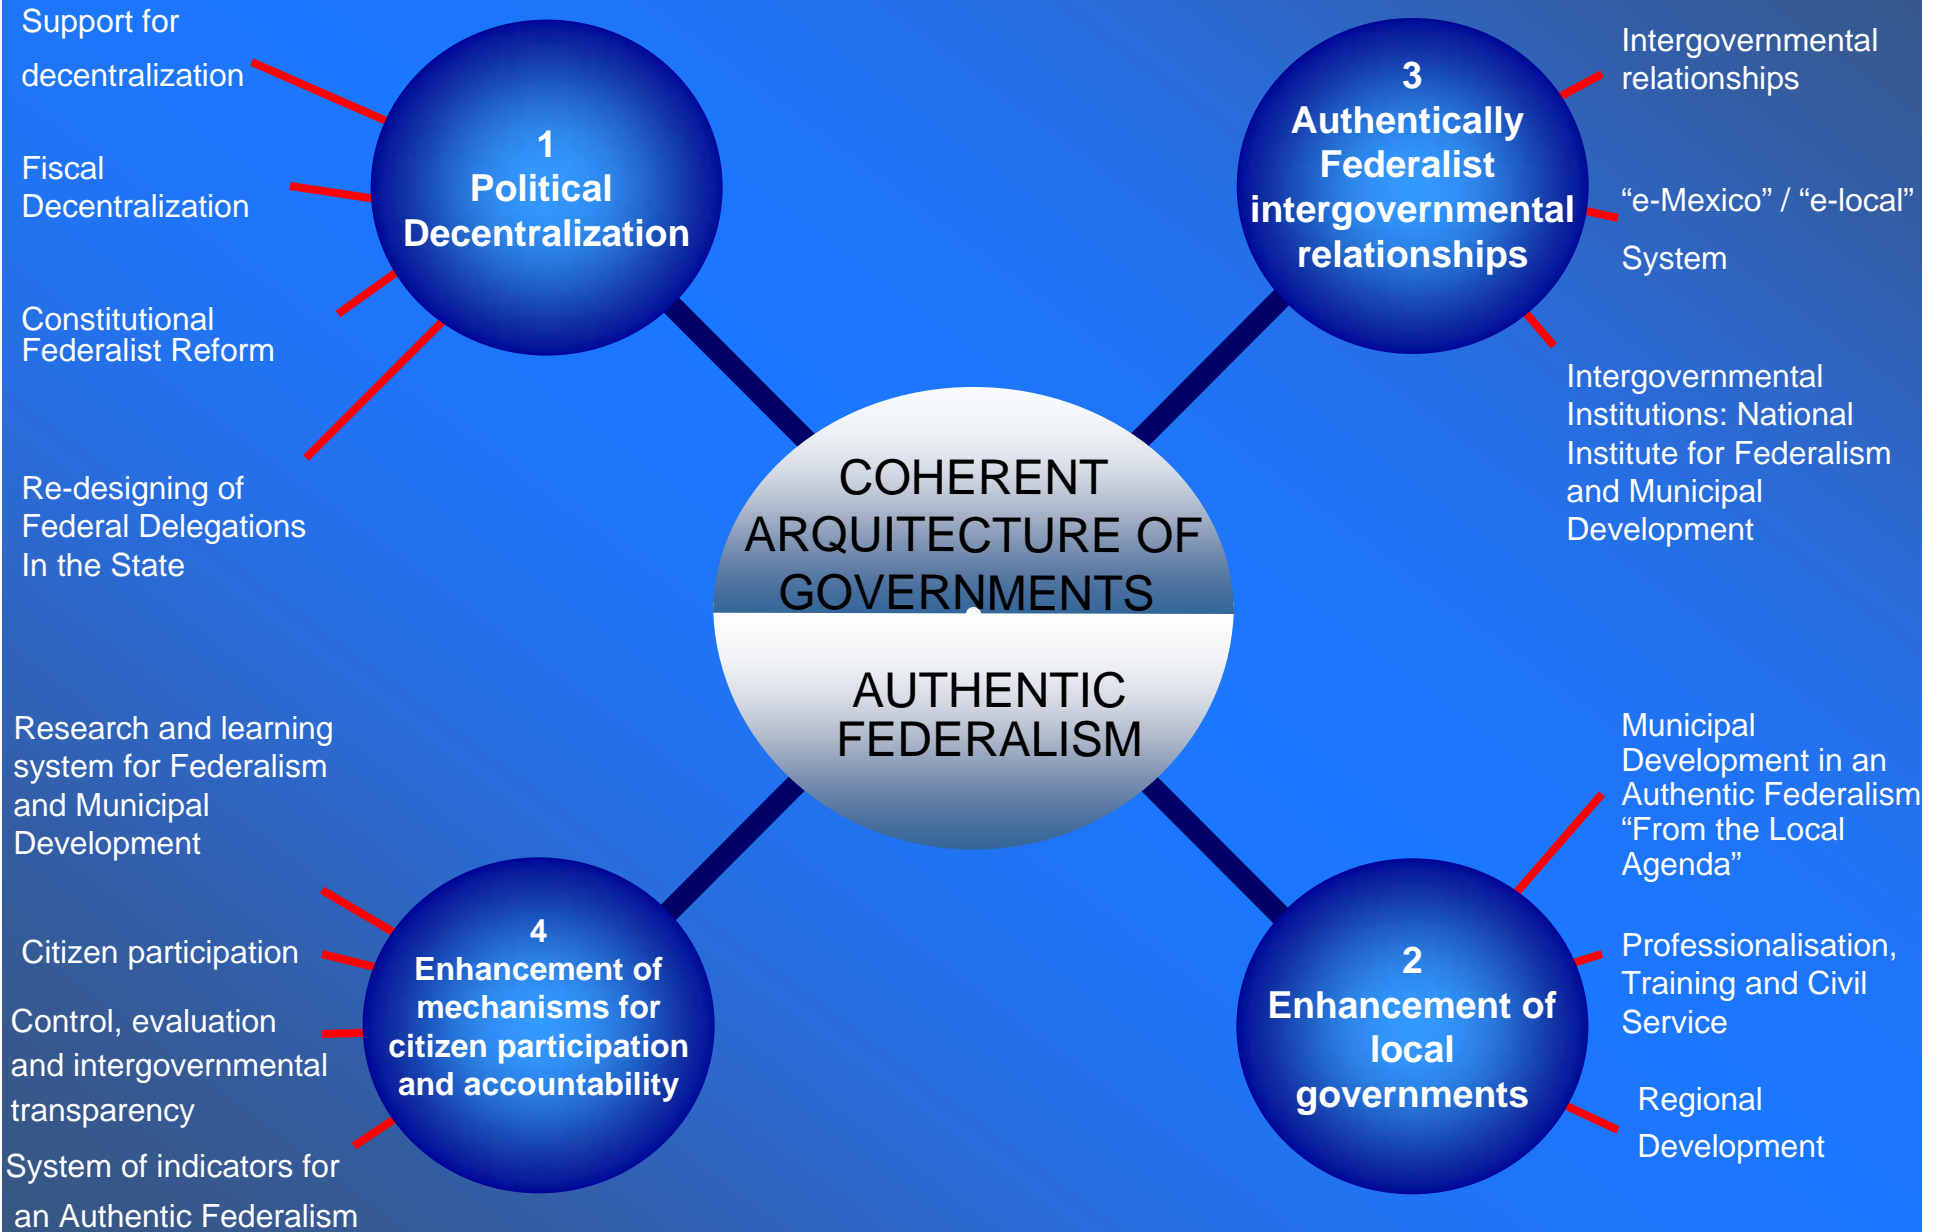 Support for
decentralization
Fiscal
Decentralization
Constitutional
Federalist Reform
Re-designing of
Federal Delegations
In the State
1
Political
Decentralization
3
Authentically
Federalist
intergovernmental
relationships
Intergovernmental
relationships
“e-Mexico” / “e-local”
System
Intergovernmental
Institutions: National
Institute for Federalism
and Municipal
Development
COHERENT
ARQUITECTURE OF
GOVERNMENTS
AUTHENTIC
FEDERALISM
Research and learning
system for Federalism
and Municipal
Development
Citizen participation
Control, evaluation
and intergovernmental
transparency
System of indicators for
an Authentic Federalism
4
Enhancement of
mechanisms for
citizen participation
and accountability
2
Enhancement of
local
governments
Municipal
Development in an
Authentic Federalism
“From the Local
Agenda”
Professionalisation,
Training and Civil
Service
Regional
Development